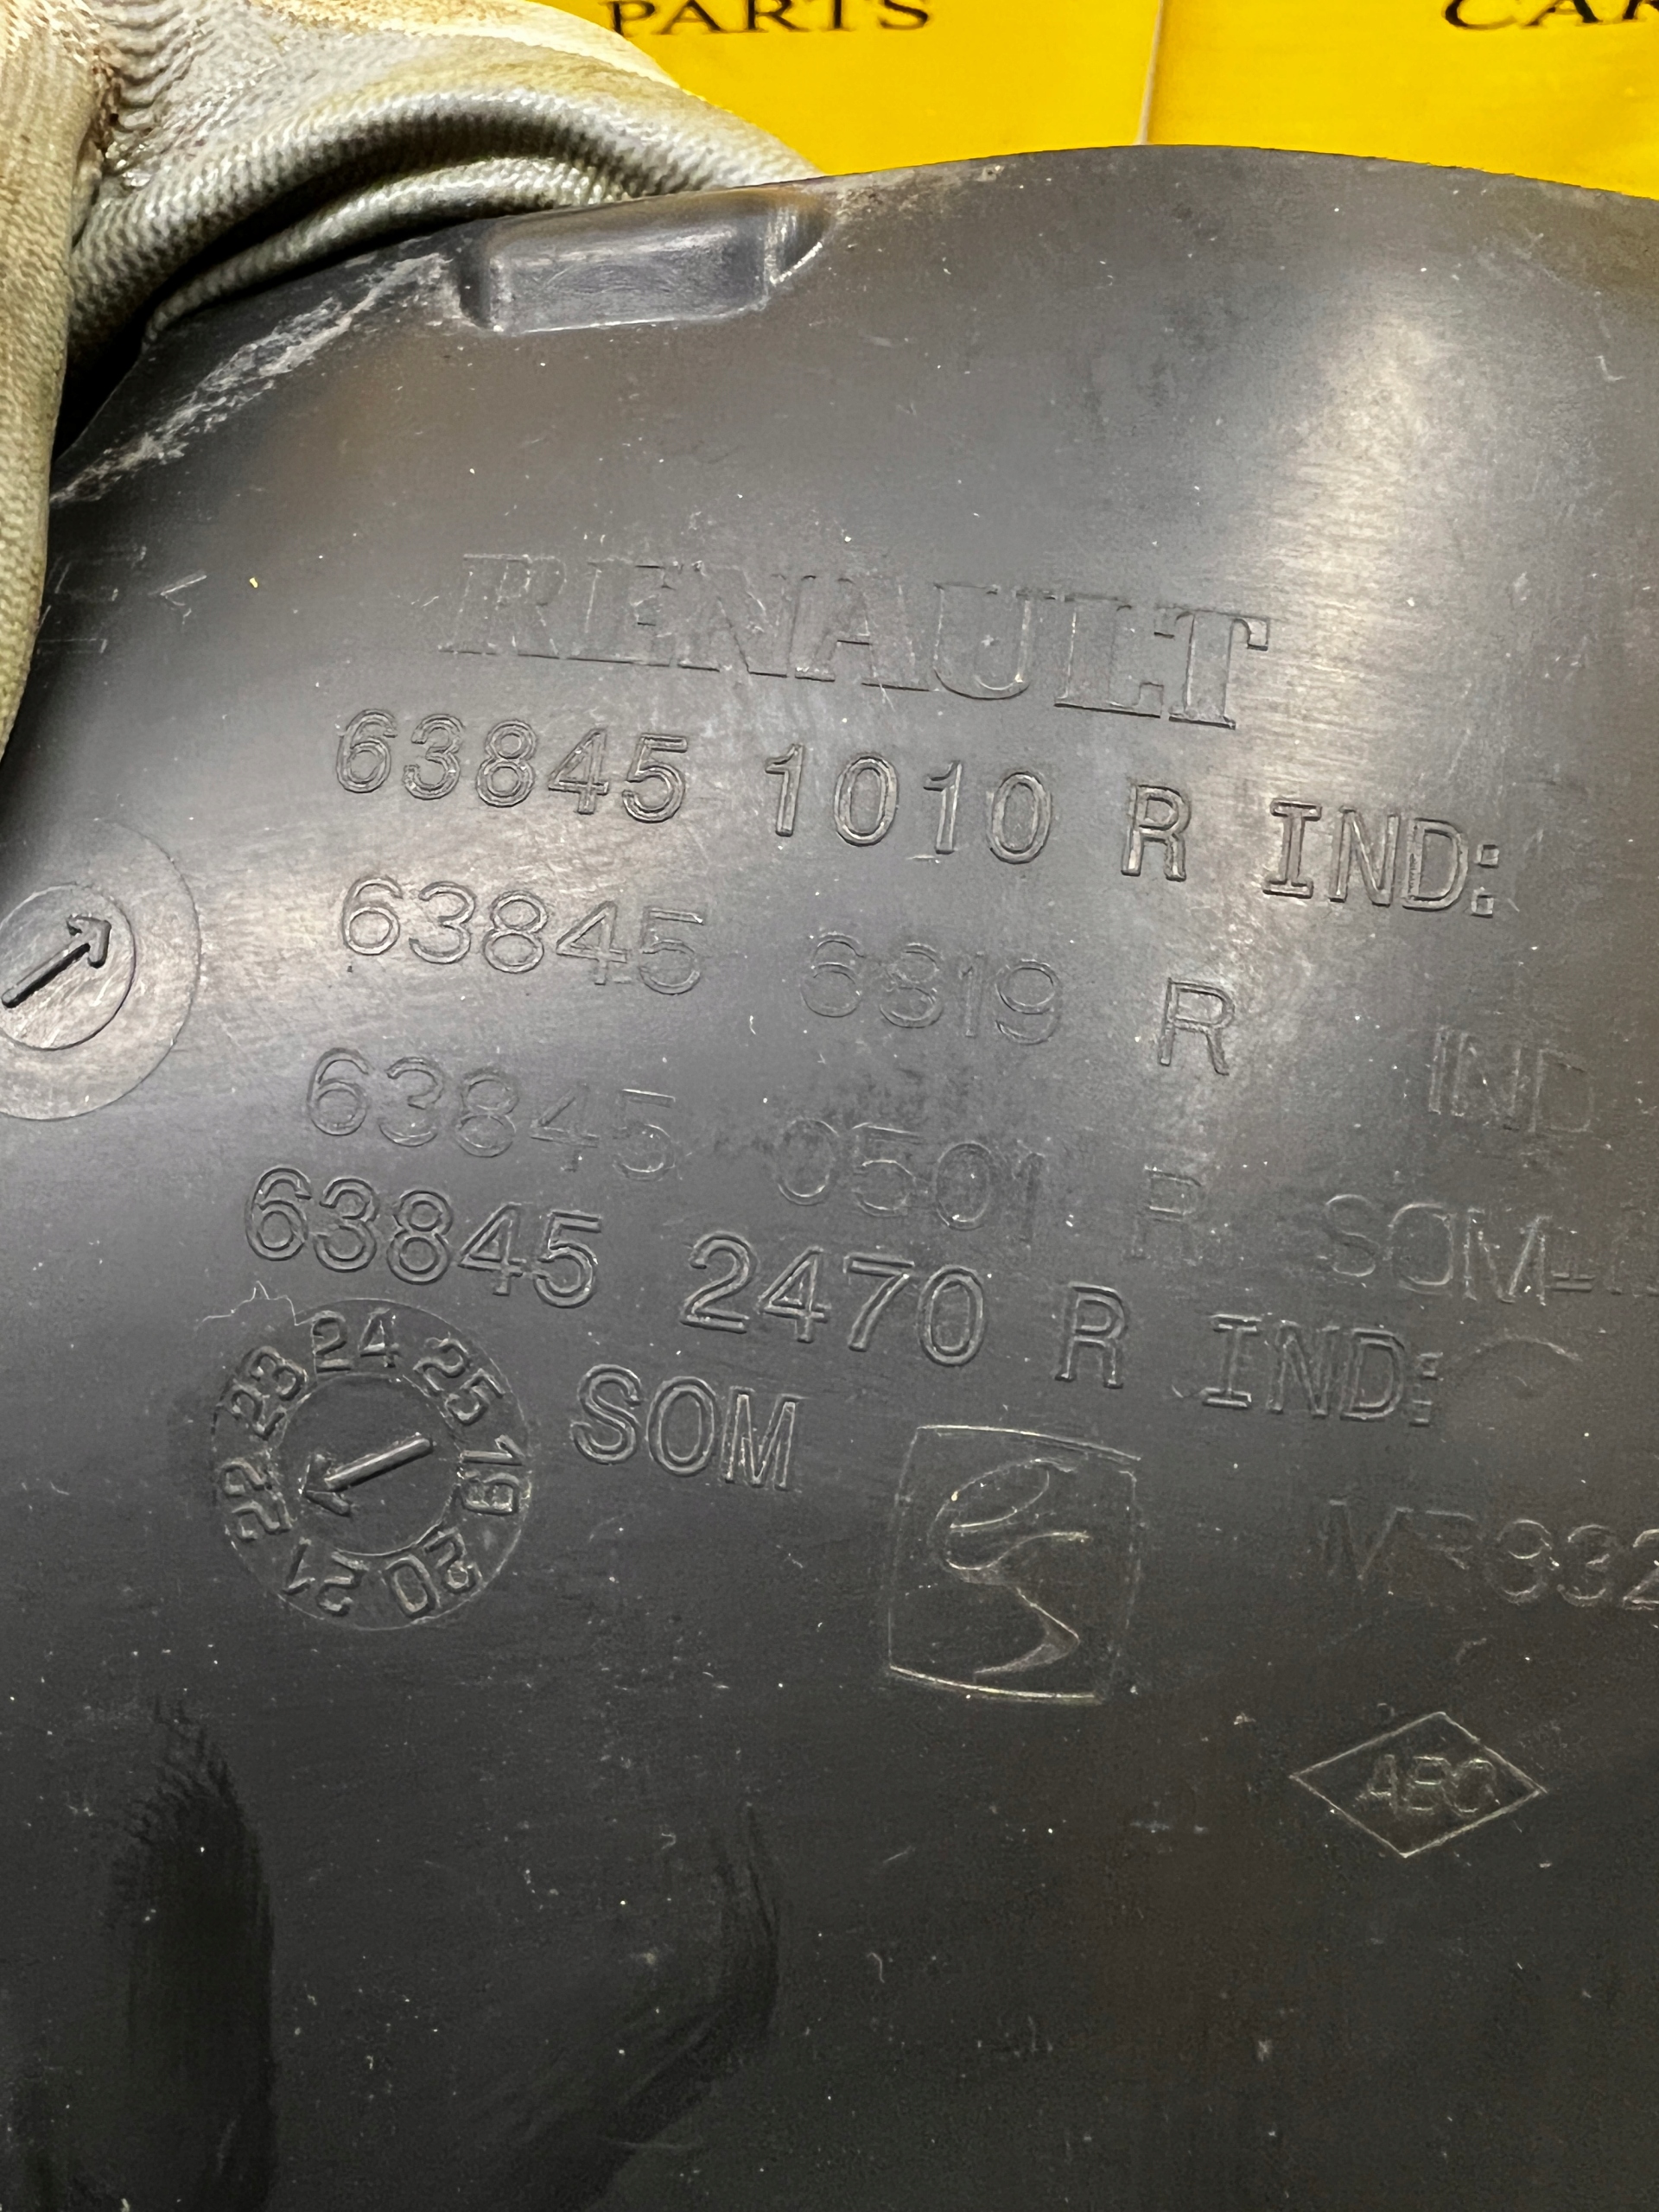 PARTS
CAR
RENAULT
63845 1010 R IND:
63845 6819 R IND
63845 0501 R SOM
63845 2470 R IND:
24
23 25
22 19
21 20
SOM
ABC